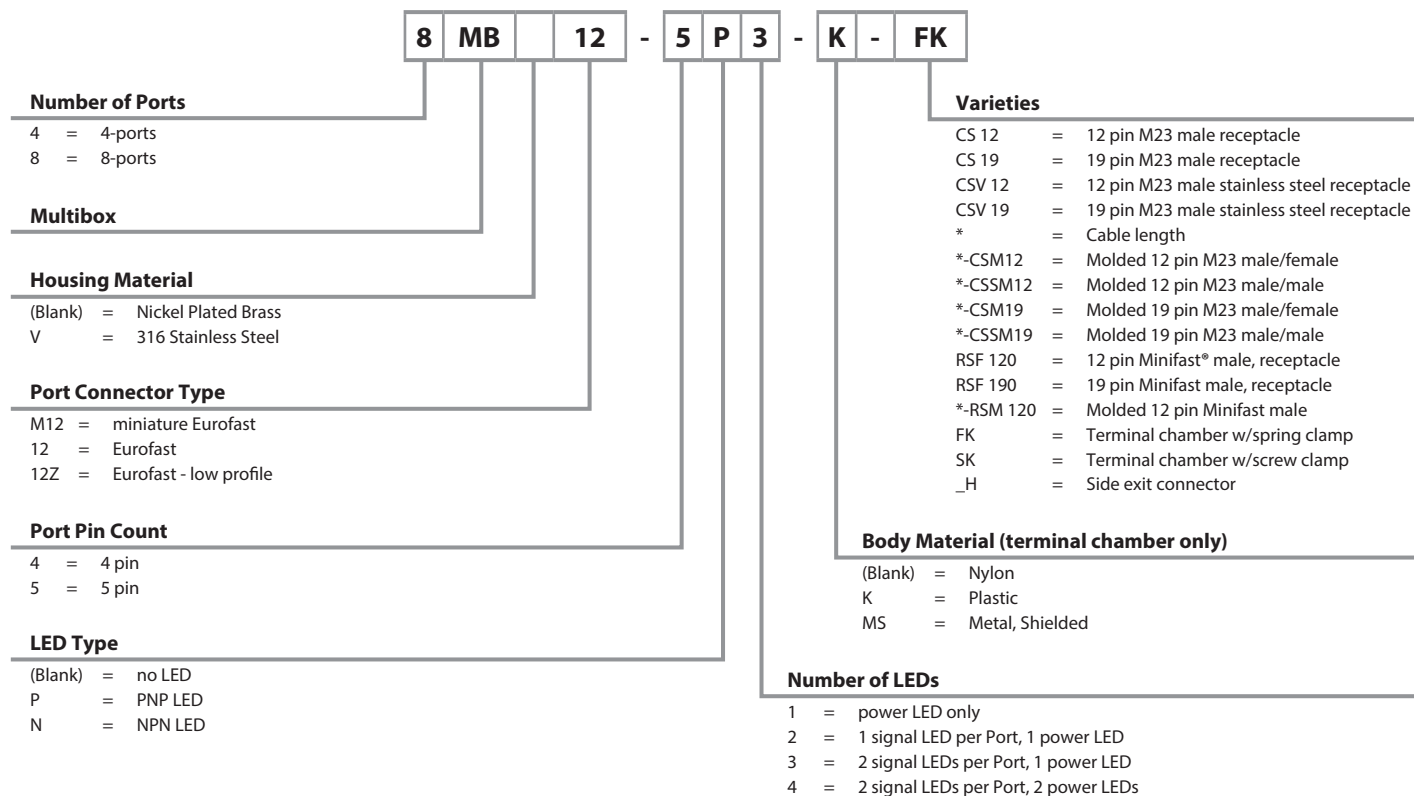 8 MB 12 - 5 P 3 - K - FK
Number of Ports
4 = 4-ports
8 = 8-ports
Multibox
Housing Material
(Blank) = Nickel Plated Brass
V = 316 Stainless Steel
Port Connector Type
M12 = miniature Eurofast
12 = Eurofast
12Z = Eurofast - low profile
Port Pin Count
4 = 4 pin
5 = 5 pin
LED Type
(Blank) = no LED
P = PNP LED
N = NPN LED
Varieties
CS 12 = 12 pin M23 male receptacle
CS 19 = 19 pin M23 male receptacle
CSV 12 = 12 pin M23 male stainless steel receptacle
CSV 19 = 19 pin M23 male stainless steel receptacle
* = Cable length
*-CSM12 = Molded 12 pin M23 male/female
*-CSSM12 = Molded 12 pin M23 male/male
*-CSM19 = Molded 19 pin M23 male/female
*-CSSM19 = Molded 19 pin M23 male/male
RSF 120 = 12 pin Minifast® male, receptacle
RSF 190 = 19 pin Minifast male, receptacle
*-RSM 120 = Molded 12 pin Minifast male
FK = Terminal chamber w/spring clamp
SK = Terminal chamber w/screw clamp
_H = Side exit connector
Body Material (terminal chamber only)
(Blank) = Nylon
K = Plastic
MS = Metal, Shielded
Number of LEDs
1 = power LED only
2 = 1 signal LED per Port, 1 power LED
3 = 2 signal LEDs per Port, 1 power LED
4 = 2 signal LEDs per Port, 2 power LEDs